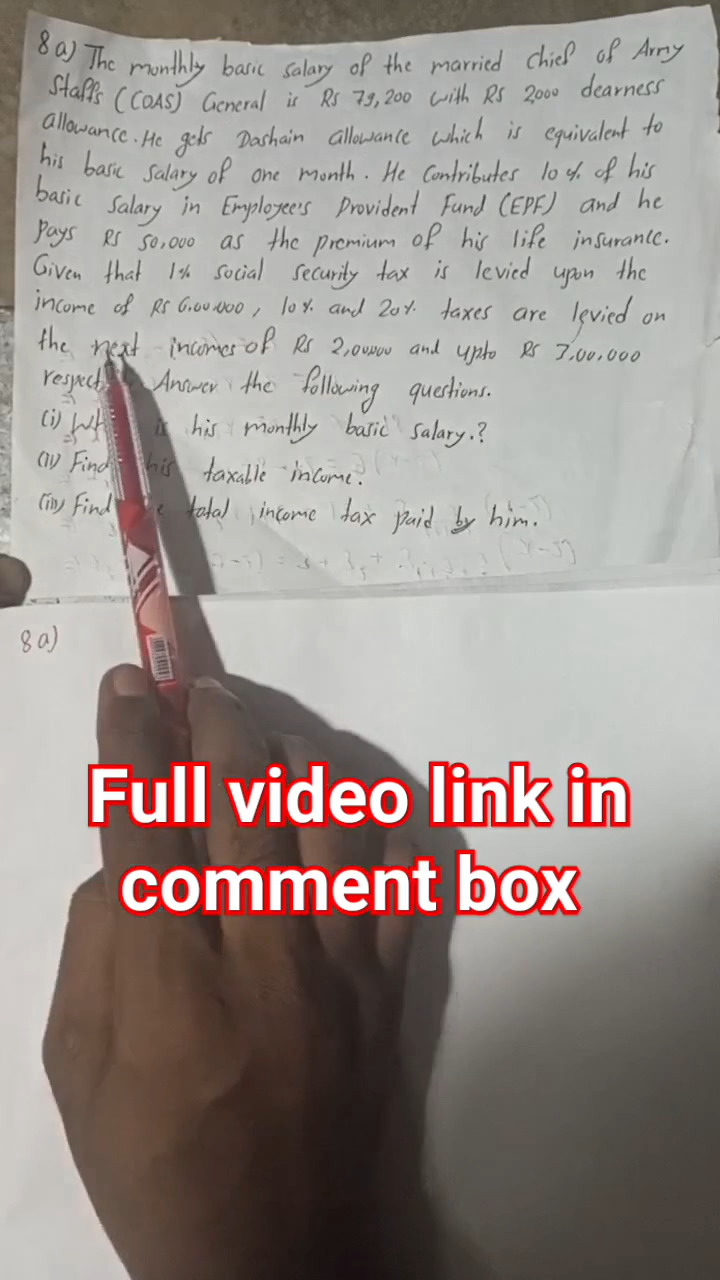 8 a) The monthly basic salary of the married Chief of Army
Staffs (COAS) General is Rs 79,200 with Rs 2000 dearness
allowance. He gets Dashain allowance which is equivalent to
his basic salary of one month. He Contributes 10 % of his
basic Salary in Employee's Provident Fund (EPF) and he
Pays Rs 50,000 as the premium of his life insurance.
Given that 1% social security tax is levied upon the
income of Rs 6,00,000, 10% and 20% taxes are levied on
the next incomes of Rs 2,00,000 and upto Rs 3,00,000
respect Answer the following questions.
(i) is his monthly basic salary.?
(ii) Find his taxable income.
(iii) Find total income tax paid by him.
8 a)
Full video link in
comment box